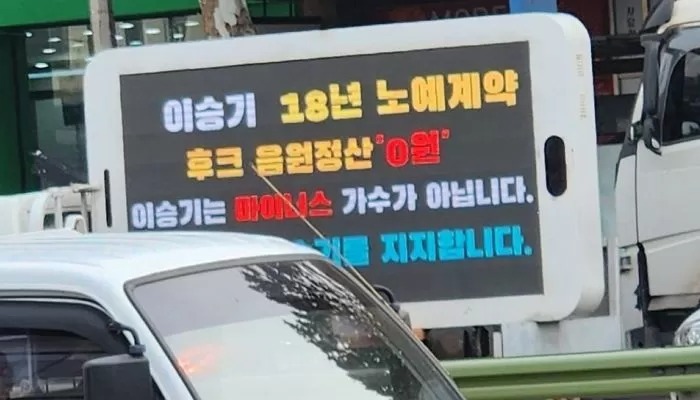 MORE
이승기 18년 노예계약
후크 음원정산 "0원"
이승기는 마이너스 가수가 아닙니다.
지지합니다.